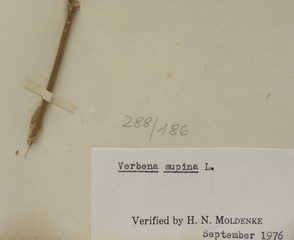 288/186
Verbena supina L.
Verified by H. N. MOLDENKE
September 1976